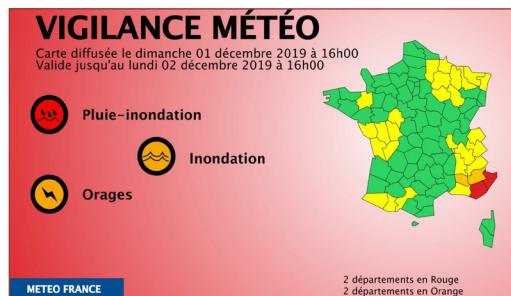 VIGILANCE MÉTÉO
Carte diffusée le dimanche 01 décembre 2019 à 16h00
Valide jusqu'au lundi 02 décembre 2019 à 16h00
Pluie-inondation
Inondation
Orages
2 départements en Rouge
2 départements en Orange
METEO FRANCE